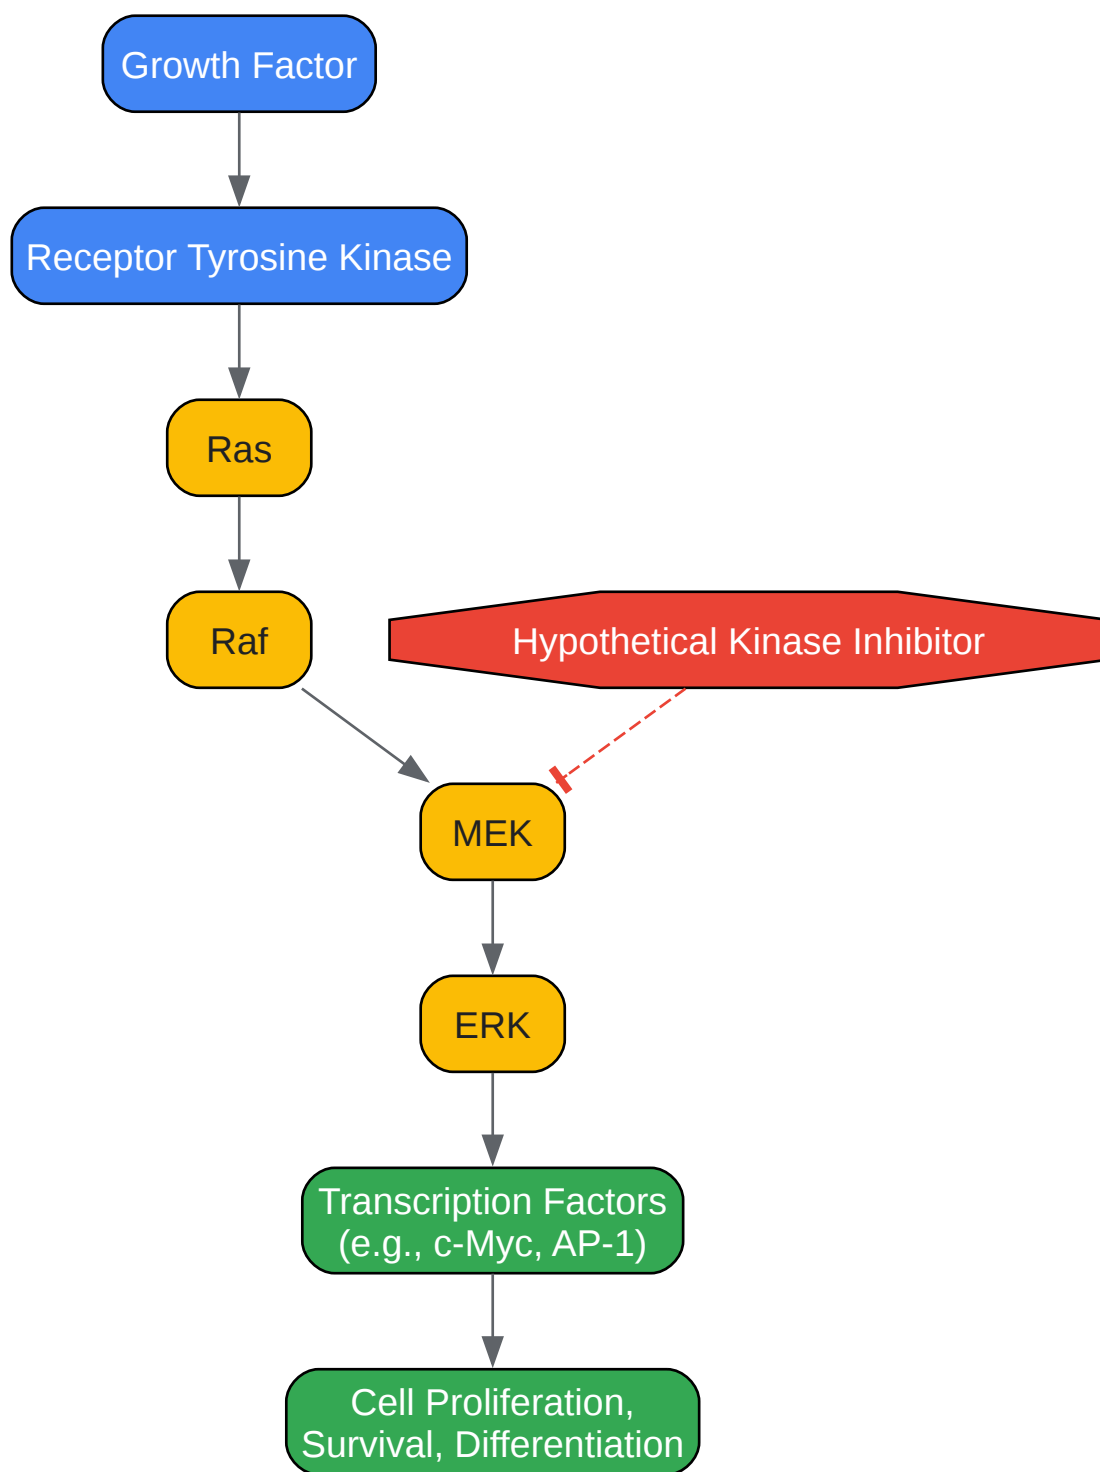 Growth Factor
Receptor Tyrosine Kinase
Ras
Raf
Hypothetical Kinase Inhibitor
MEK
ERK
Transcription Factors
(e.g., c-Myc, AP-1)
Cell Proliferation,
Survival, Differentiation